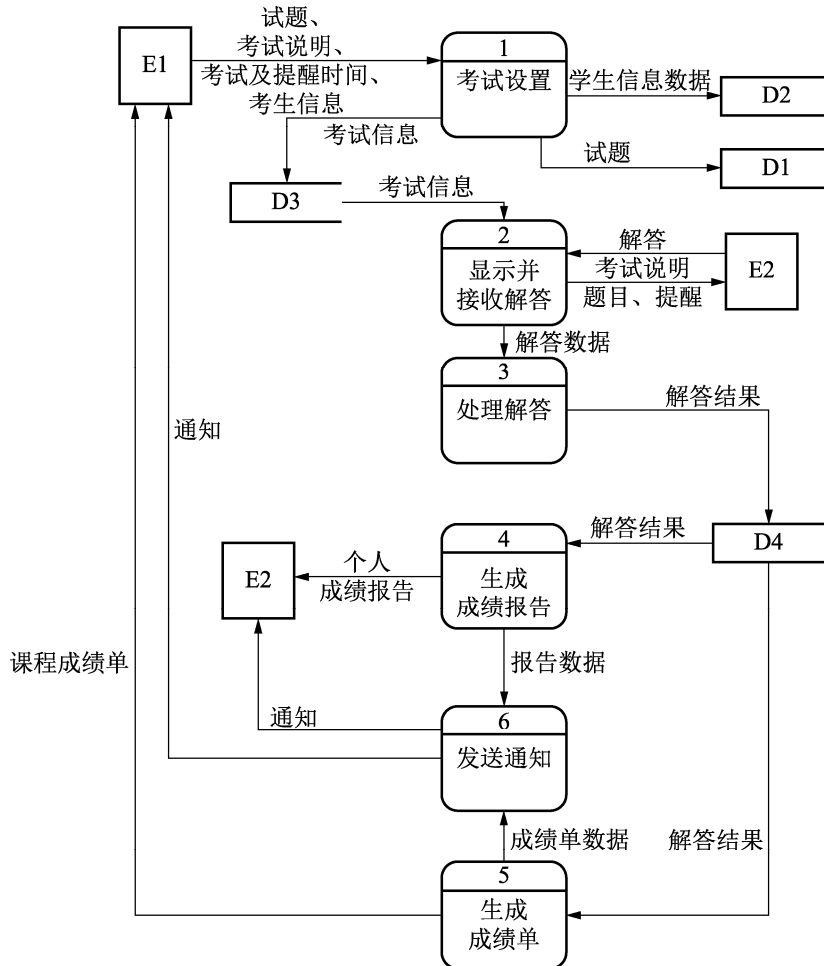 试题、
考试说明、
考试及提醒时间、
考生信息
E1
1
考试设置
学生信息数据
D2
考试信息
试题
D1
D3
考试信息
2
显示并
接收解答
解答
考试说明
题目、提醒
E2
解答数据
3
处理解答
解答结果
通知
D4
解答结果
4
生成
成绩报告
个人
成绩报告
E2
课程成绩单
报告数据
通知
6
发送通知
成绩单数据
解答结果
5
生成
成绩单